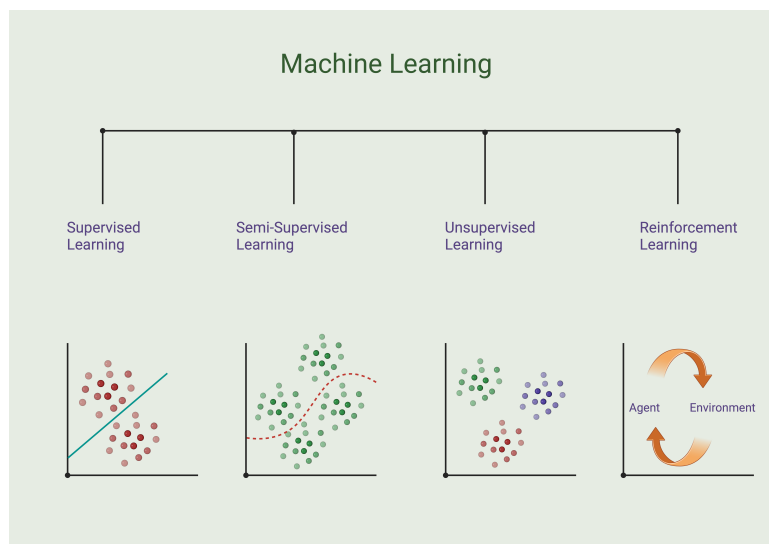 Machine Learning
Supervised
Learning
Semi-Supervised
Learning
Unsupervised
Learning
Reinforcement
Learning
Agent
Environment